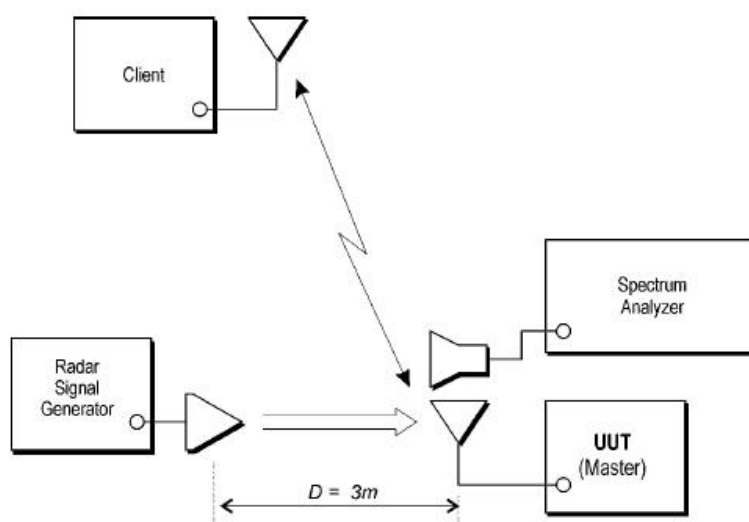 Client
Spectrum
Analyzer
Radar
Signal
Generator
UUT
(Master)
D = 3m